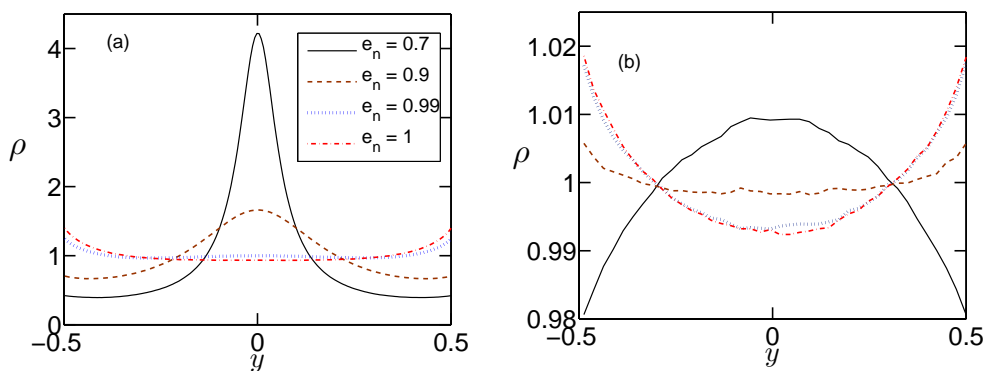 (a)
e_n = 0.7
e_n = 0.9
e_n = 0.99
e_n = 1
4
3
2
1
0
ρ
−0.5
0
0.5
y
(b)
1.02
1.01
1
0.99
0.98
ρ
−0.5
0
0.5
y